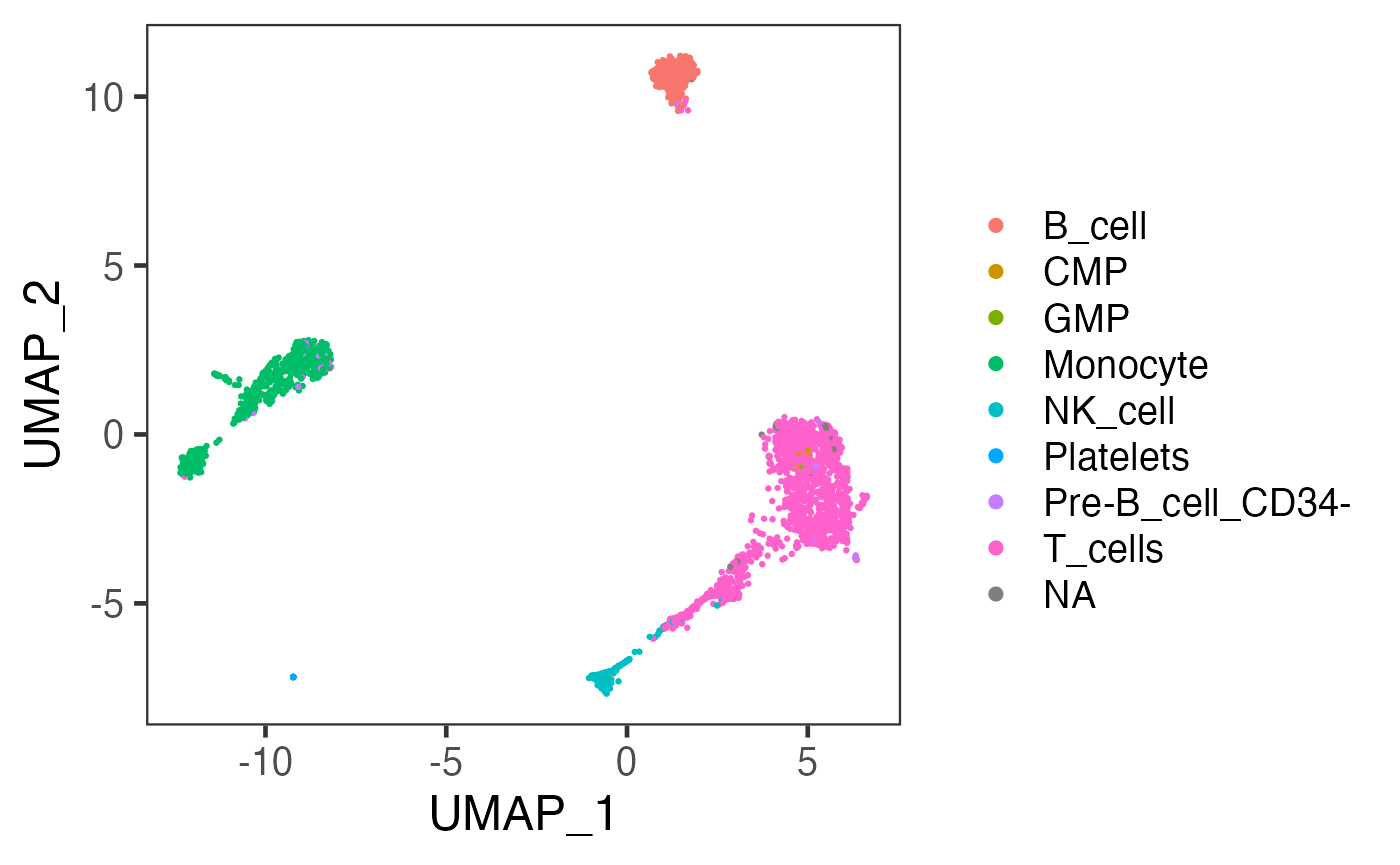 10
5
0
-5
UMAP_2
-10
-5
0
5
UMAP_1
B_cell
CMP
GMP
Monocyte
NK_cell
Platelets
Pre-B_cell_CD34-
T_cells
NA